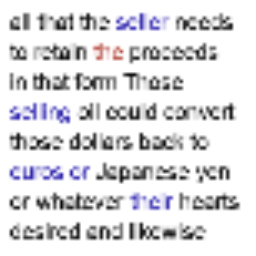 all that the seller needs
to retain the proceeds
in that form Those
selling oil could convert
those dollars back to
euros or Japanese yen
or whatever their hearts
desired and likewise